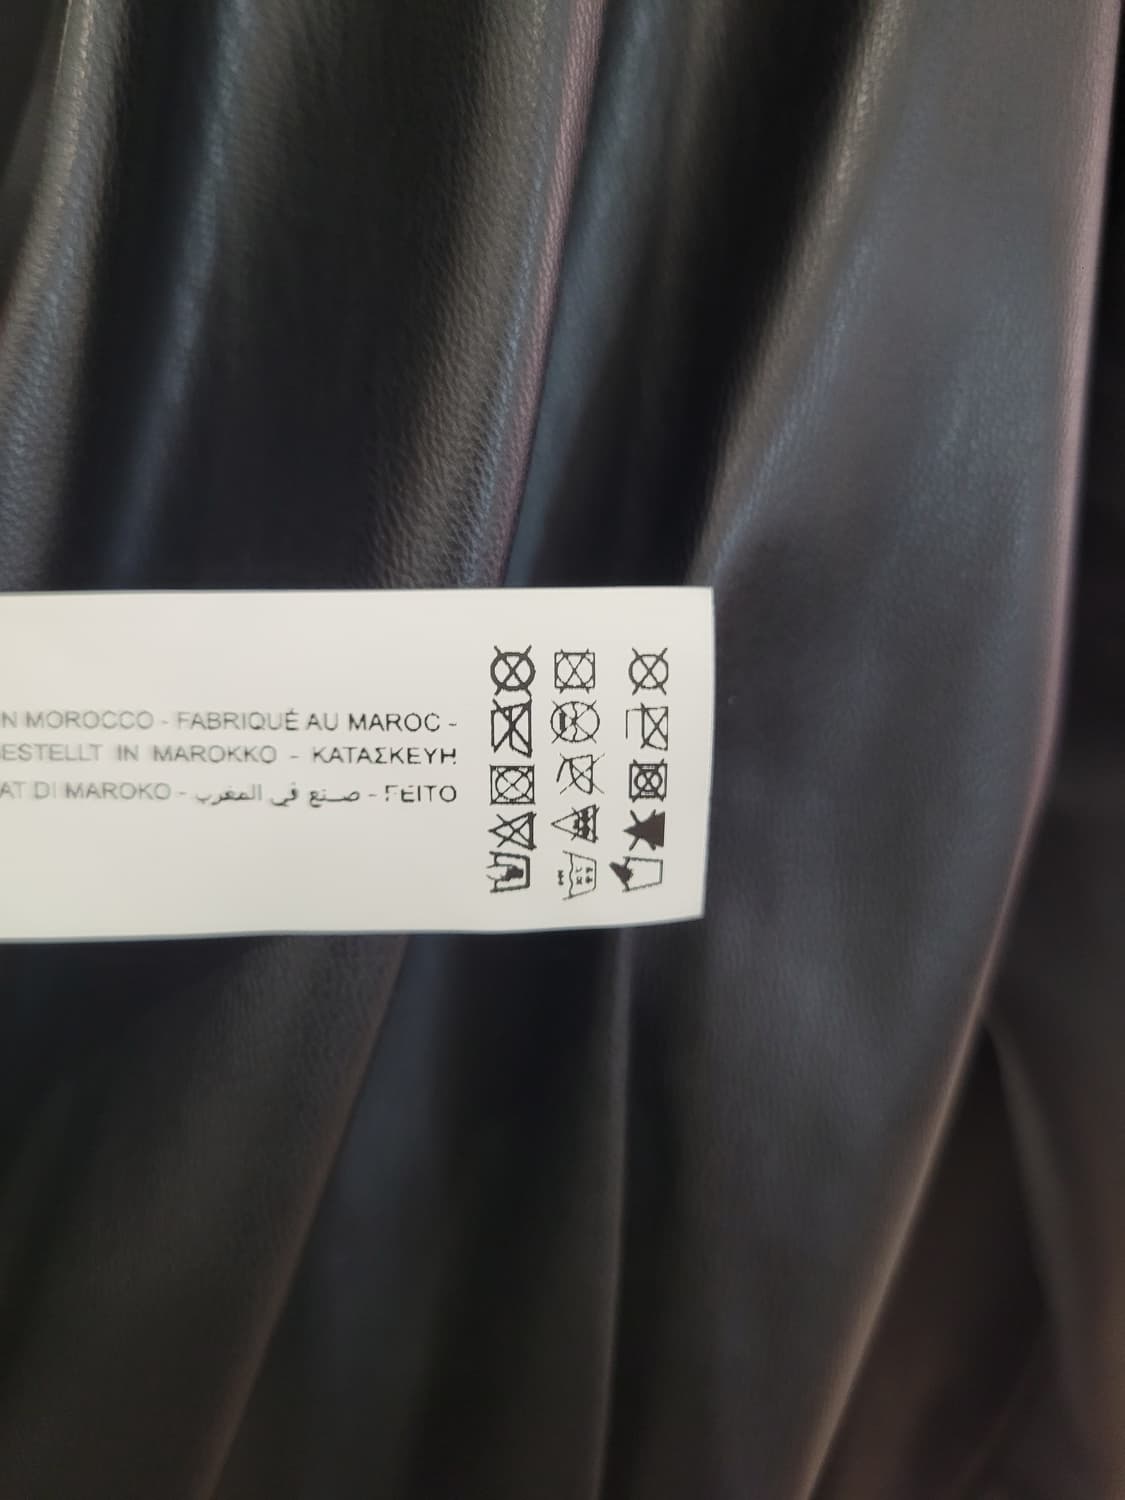 N MOROCCO - FABRIQUÉ AU MAROC -
ESTELLT IN MAROKKO - ΚΑΤΑΣΚΕΥΗ
AT DI MAROKO - صنع في المغرب - FEITO